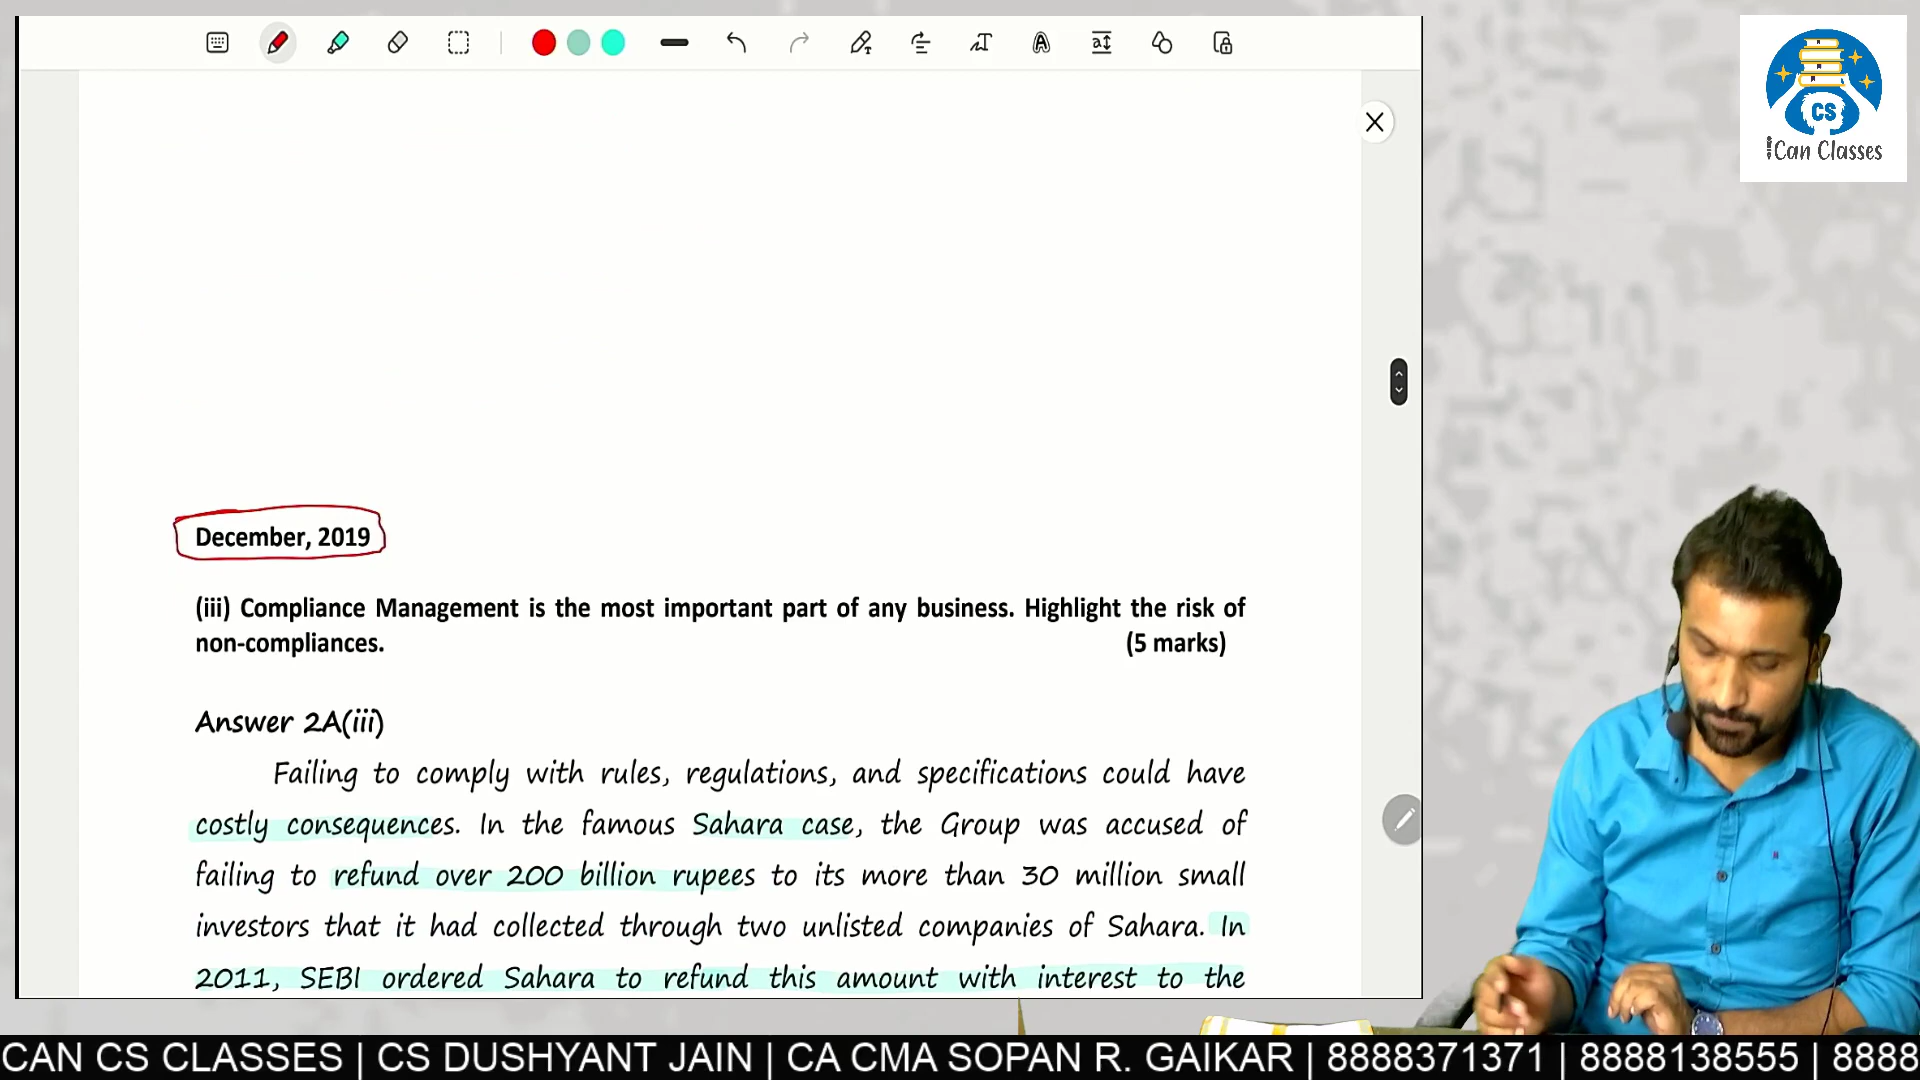 CS
iCan Classes
December, 2019
(iii) Compliance Management is the most important part of any business. Highlight the risk of
non-compliances. (5 marks)
Answer 2A(iii)
Failing to comply with rules, regulations, and specifications could have
costly consequences. In the famous Sahara case, the Group was accused of
failing to refund over 200 billion rupees to its more than 30 million small
investors that it had collected through two unlisted companies of Sahara. In
2011, SEBI ordered Sahara to refund this amount with interest to the
CAN CS CLASSES | CS DUSHYANT JAIN | CA CMA SOPAN R. GAIKAR | 8888371371 | 8888138555 | 8888